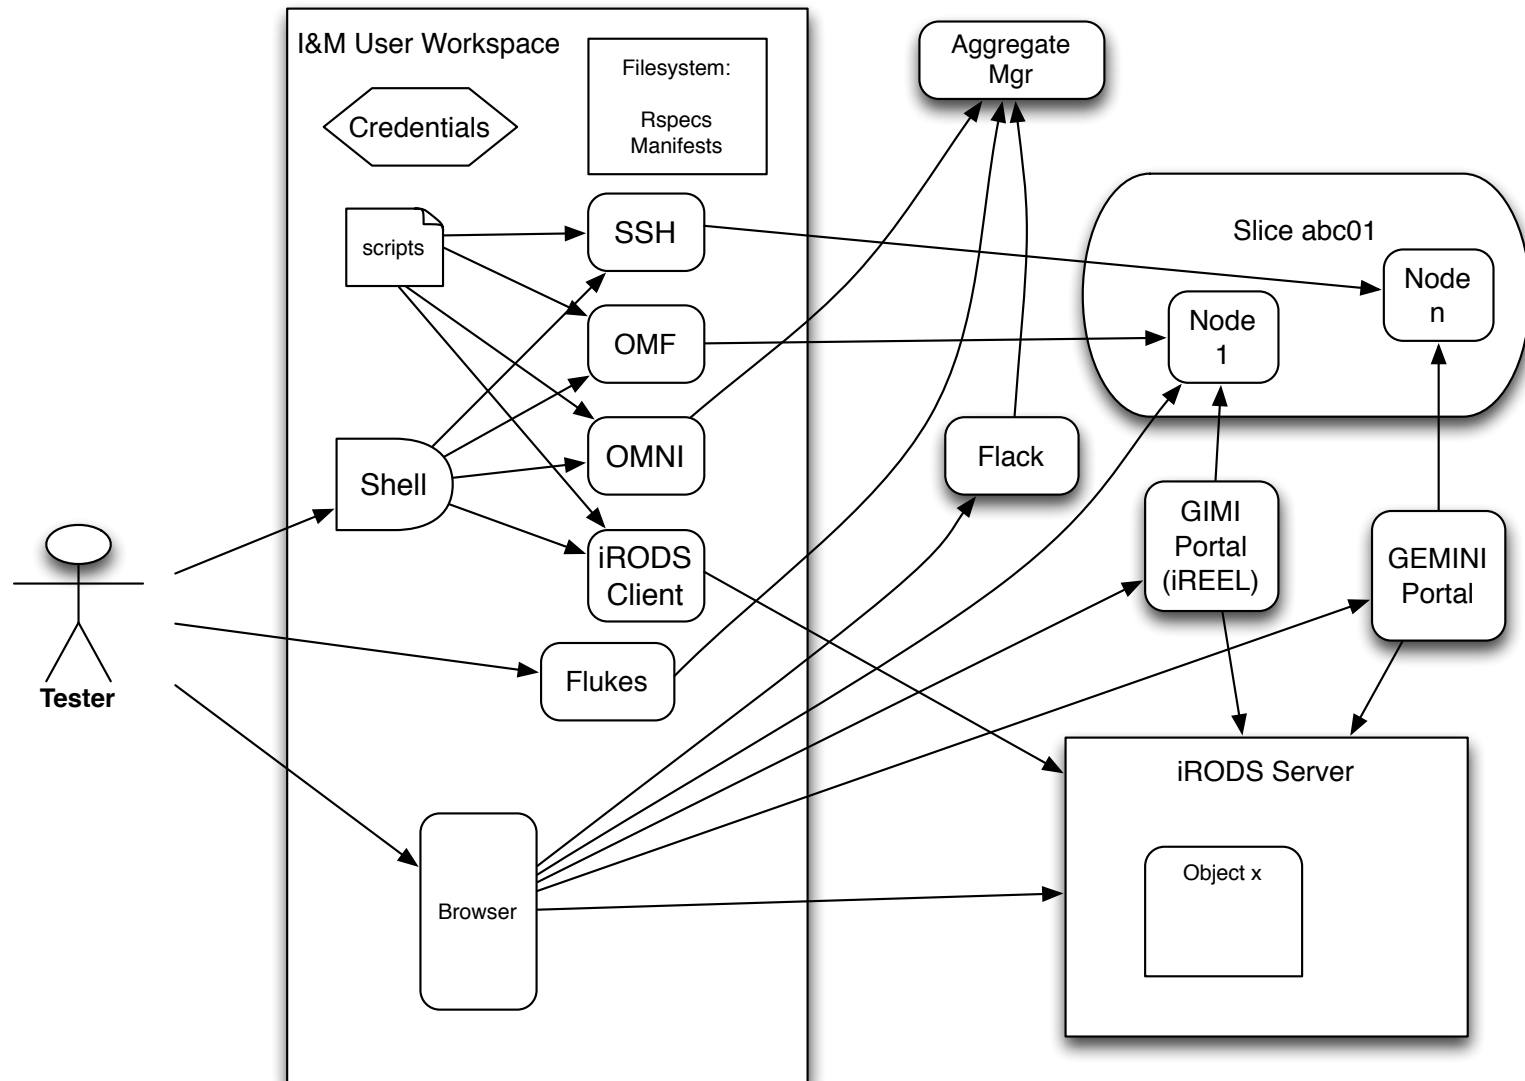 I&M User Workspace
Filesystem:
Rspecs
Manifests
Credentials
scripts
SSH
OMF
OMNI
Shell
iRODS
Client
Flukes
Browser
Tester
Aggregate
Mgr
Slice abc01
Node
n
Node
1
Flack
GIMI
Portal
(iREEL)
GEMINI
Portal
iRODS Server
Object x